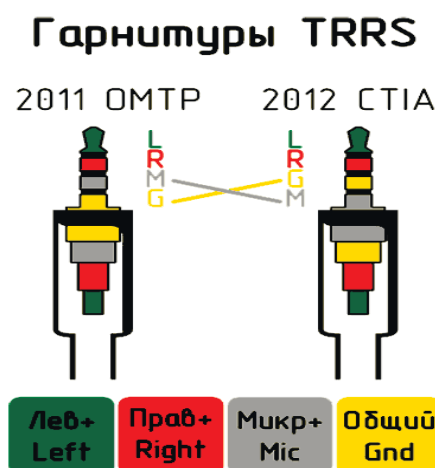 Гарнитуры TRRS
2011 OMTP
2012 CTIA
L
R
M
G
L
R
G
M
Лев+
Left
Прав+
Right
Микр+
Mic
Общий
Gnd